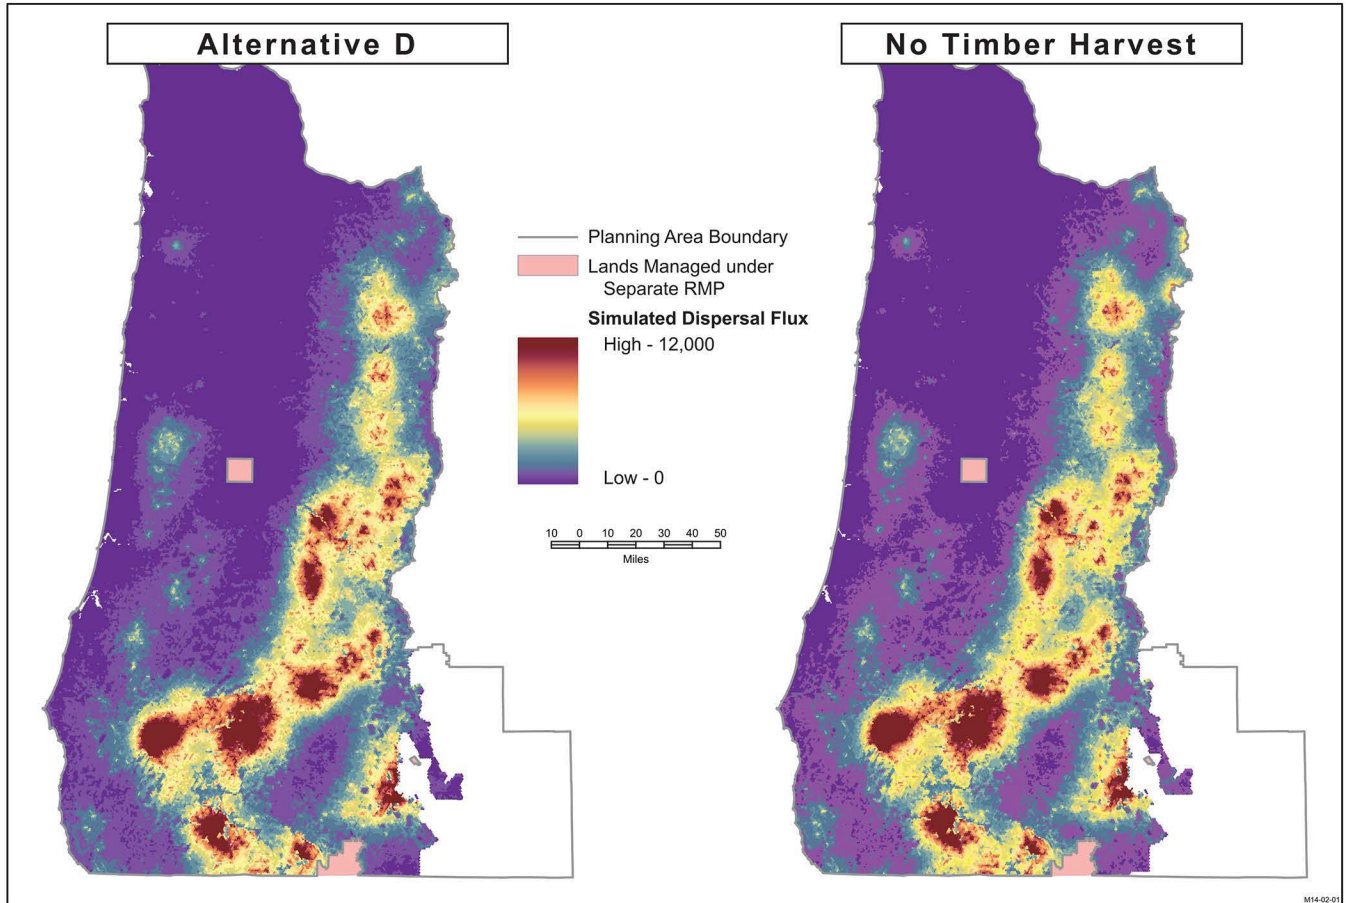 Alternative D
No Timber Harvest
Planning Area Boundary
Lands Managed under
Separate RMP
Simulated Dispersal Flux
High - 12,000
Low - 0
10 0 10 20 30 40 50
Miles
M14-02-01